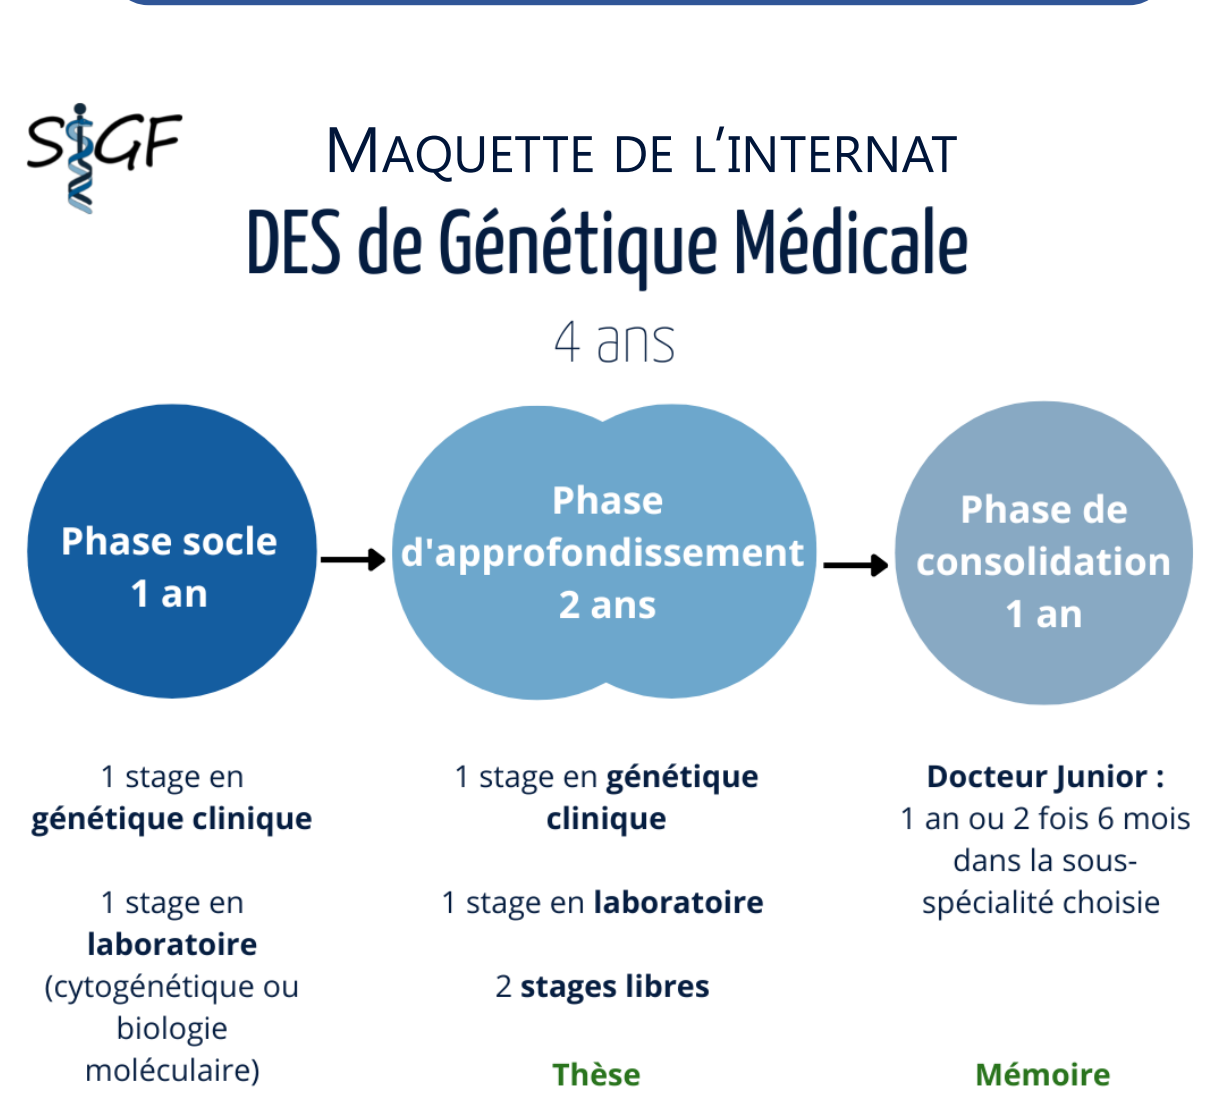 SiGF
MAQUETTE DE L’INTERNAT
DES de Génétique Médicale
4 ans
Phase socle
1 an
Phase
d'approfondissement
2 ans
Phase de
consolidation
1 an
1 stage en
génétique clinique
1 stage en
laboratoire
(cytogénétique ou
biologie
moléculaire)
1 stage en génétique
clinique
1 stage en laboratoire
2 stages libres
Thèse
Docteur Junior :
1 an ou 2 fois 6 mois
dans la sous-
spécialité choisie
Mémoire